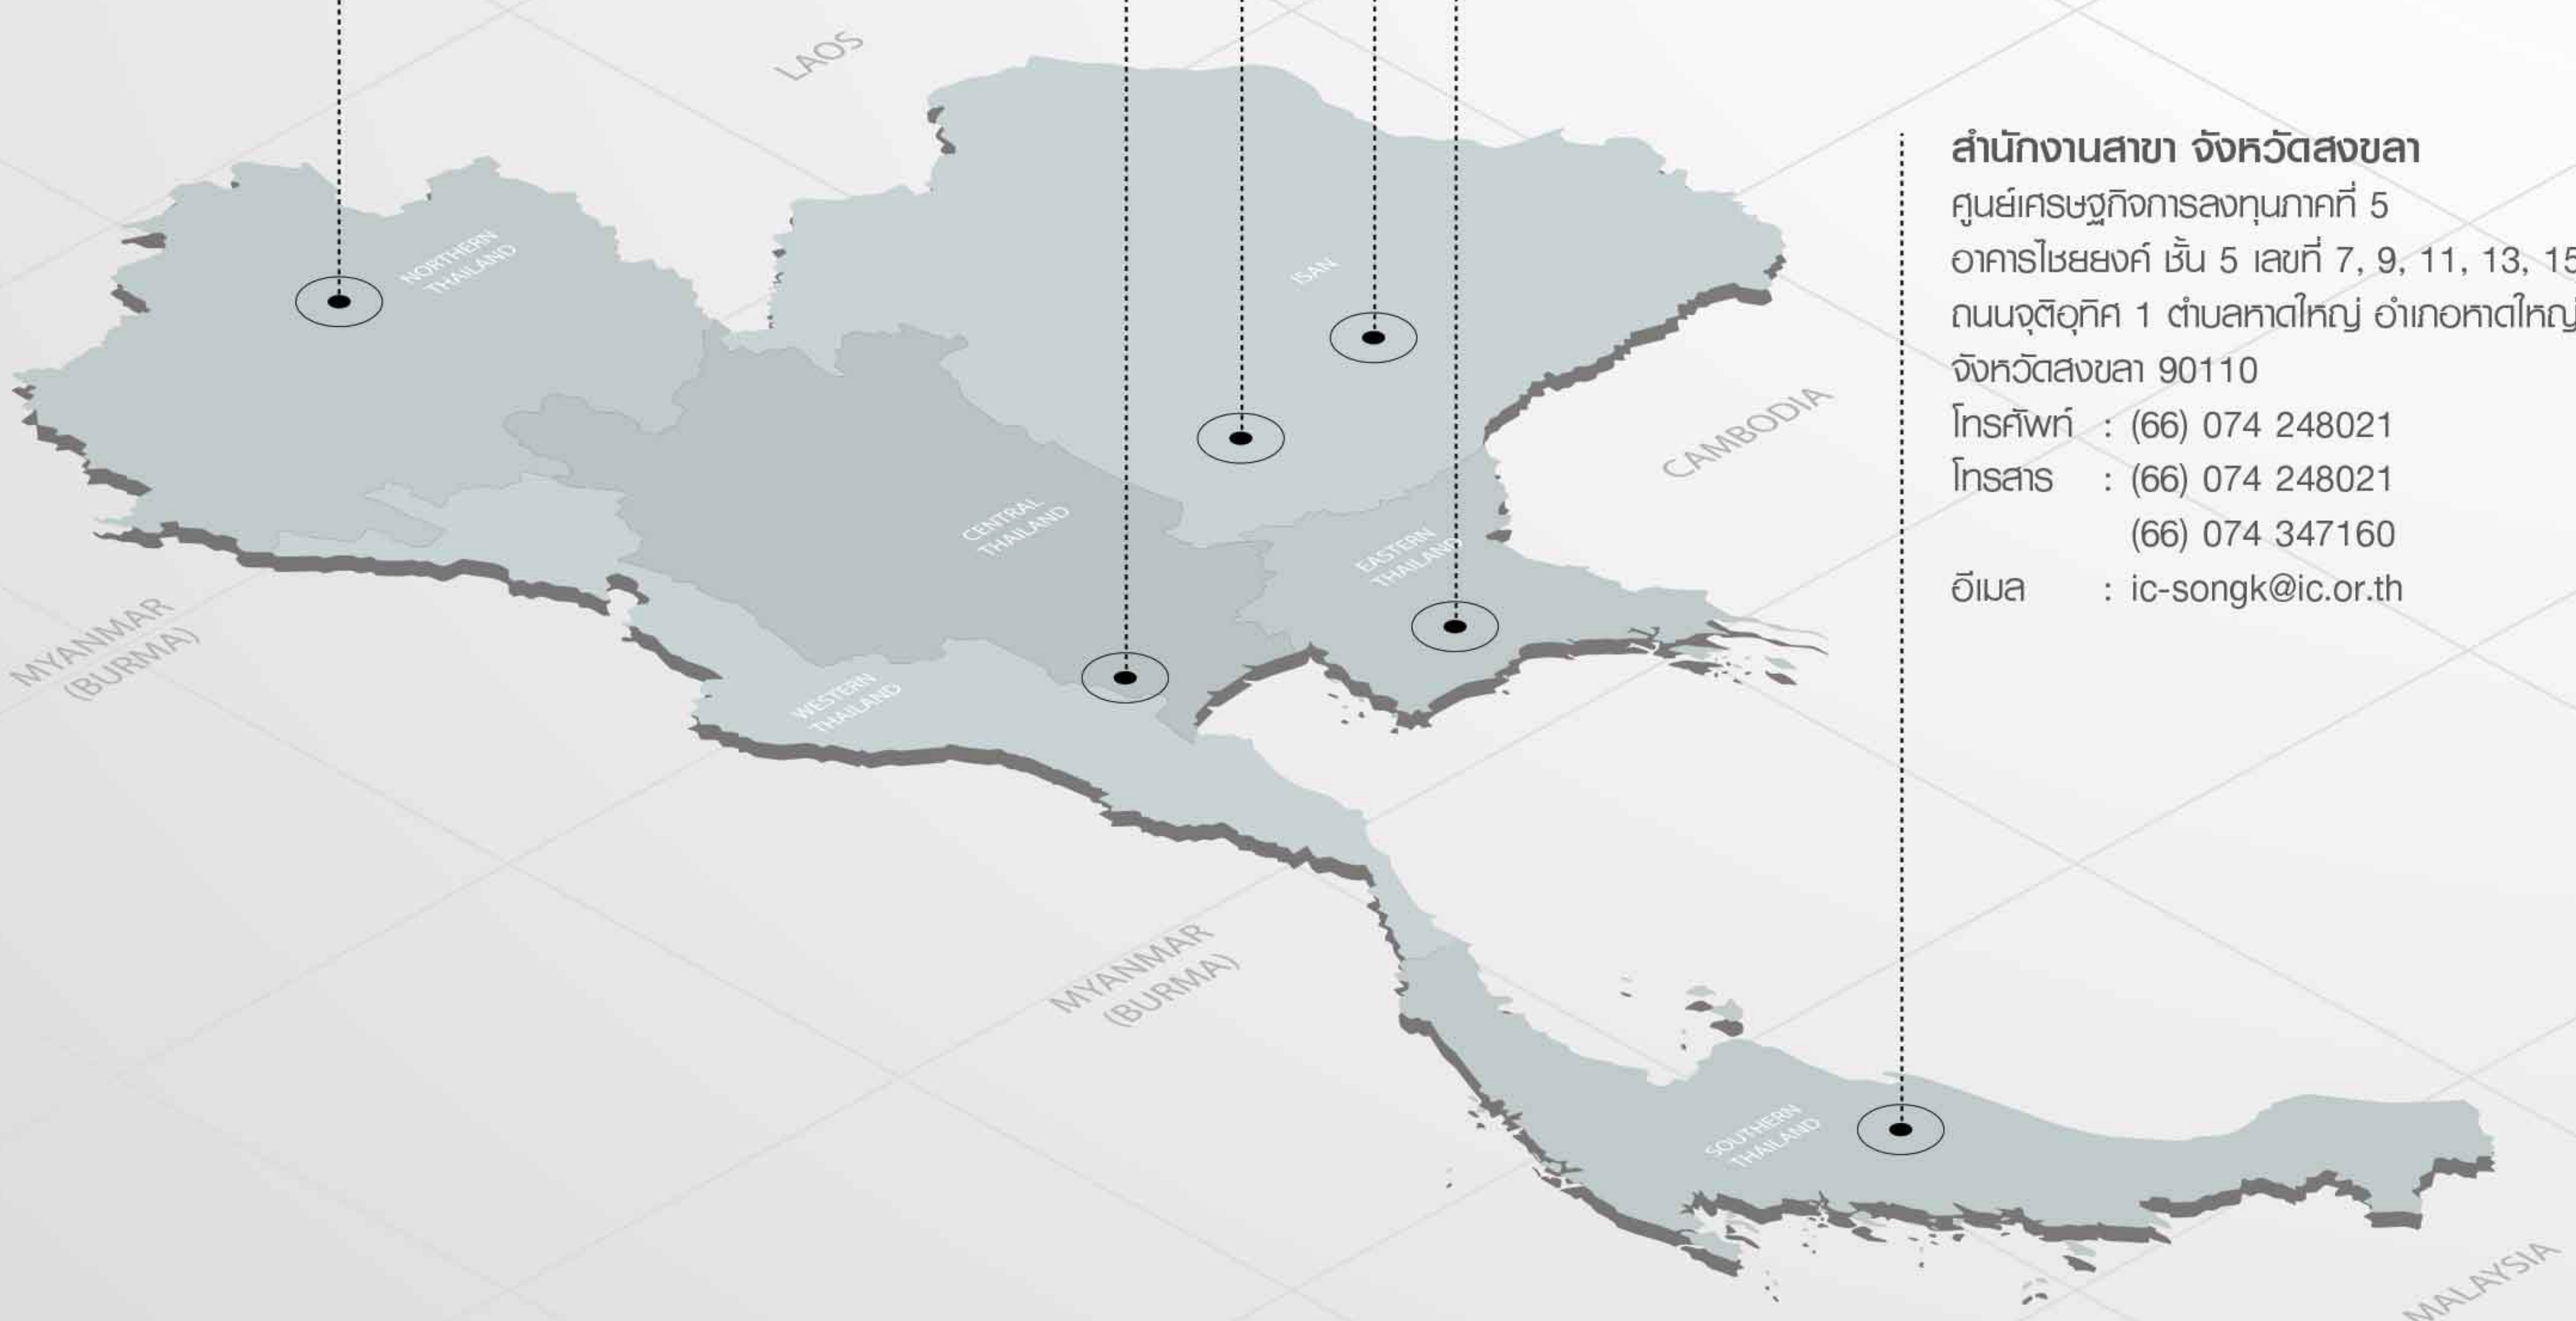 LAOS
NORTHERN
THAILAND
ISAN
CAMBODIA
CENTRAL
THAILAND
EASTERN
THAILAND
MYANMAR
(BURMA)
WESTERN
THAILAND
MYANMAR
(BURMA)
SOUTHERN
THAILAND
MALAYSIA
สำนักงานสาขา จังหวัดสงขลา
ศูนย์เศรษฐกิจการลงทุนภาคที่ 5
อาคารไชยยงค์ ชั้น 5 เลขที่ 7, 9, 11, 13, 15
ถนนจุติอุทิศ 1 ตำบลหาดใหญ่ อำเภอหาดใหญ่
จังหวัดสงขลา 90110
โทรศัพท์ : (66) 074 248021
โทรสาร : (66) 074 248021
(66) 074 347160
อีเมล : ic-songk@ic.or.th